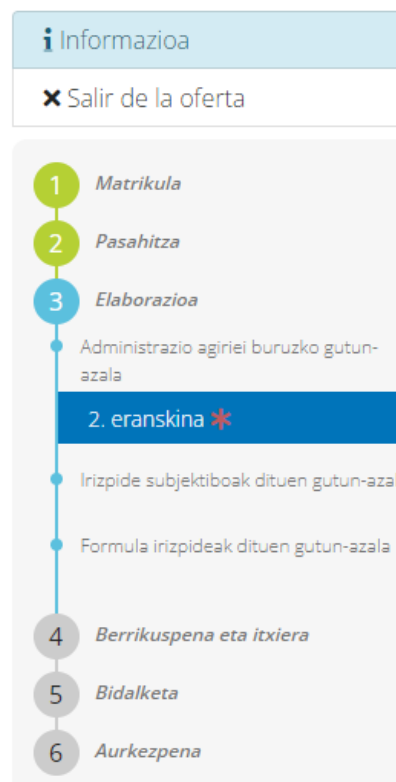 Informazioa
Salir de la oferta
1 Matrikula
2 Pasahitza
3 Elaborazioa
Administrazio agiriei buruzko gutun-
azala
2. eranskina *
Irizpide subjektiboak dituen gutun-azal
Formula irizpideak dituen gutun-azala
4 Berrikuspena eta itxiera
5 Bidalketa
6 Aurkezpena